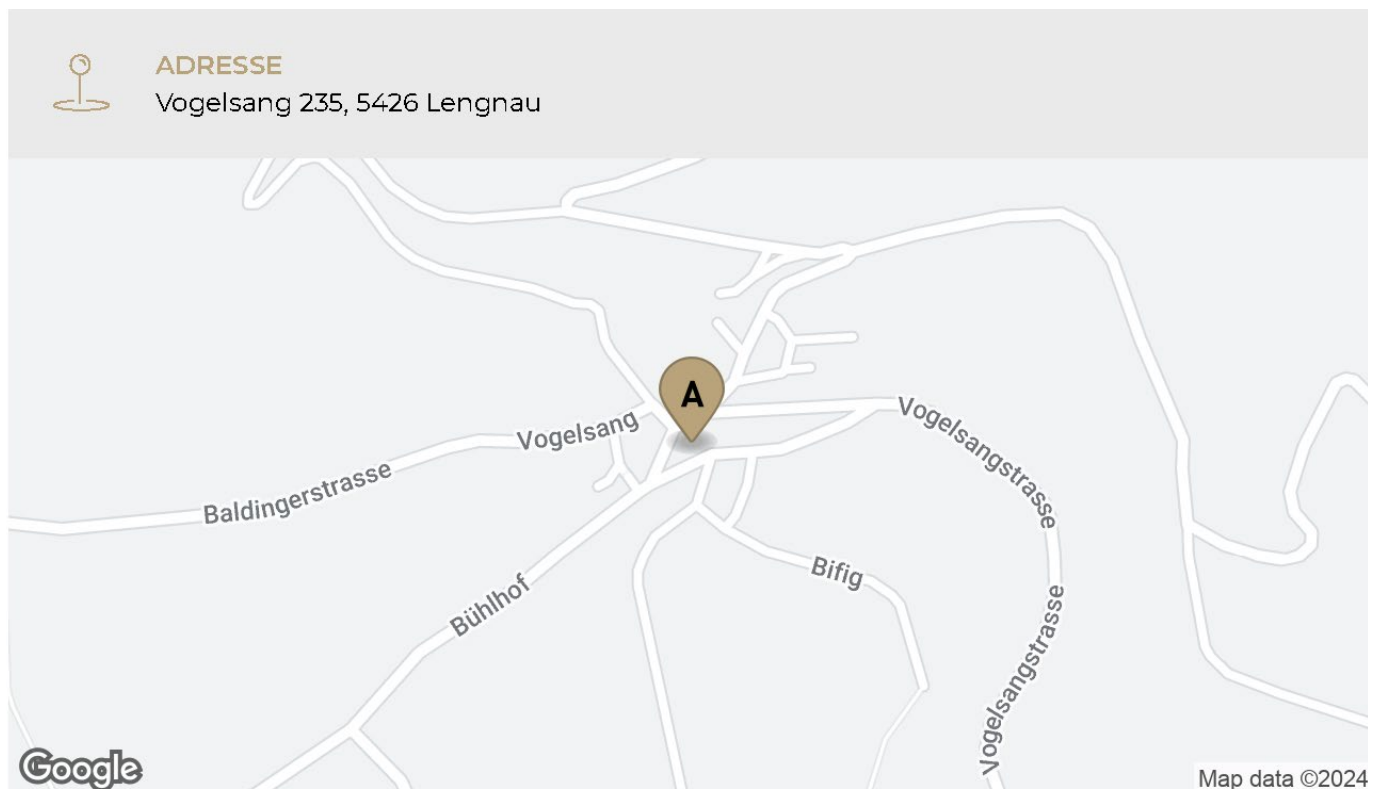 ADRESSE
Vogelsang 235, 5426 Lengnau
A
Vogelsang
Vogelsangstrasse
Baldingerstrasse
Bifig
Bühlhof
Vogelsangstrasse
Google
Map data ©2024